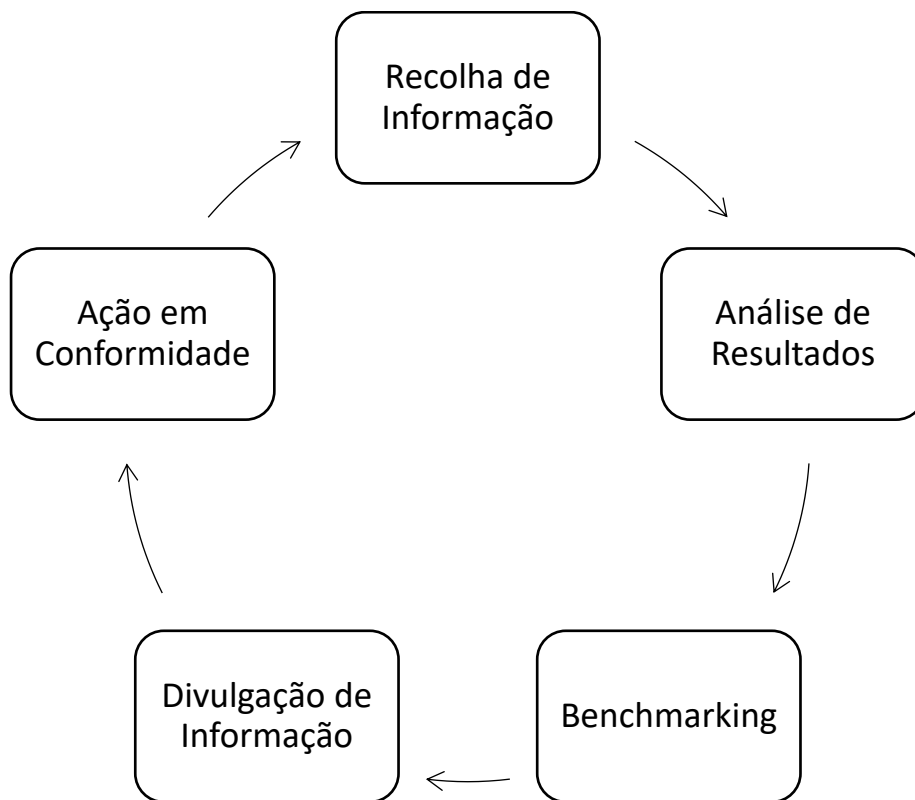 Recolha de
Informação
Análise de
Resultados
Benchmarking
Divulgação de
Informação
Ação em
Conformidade